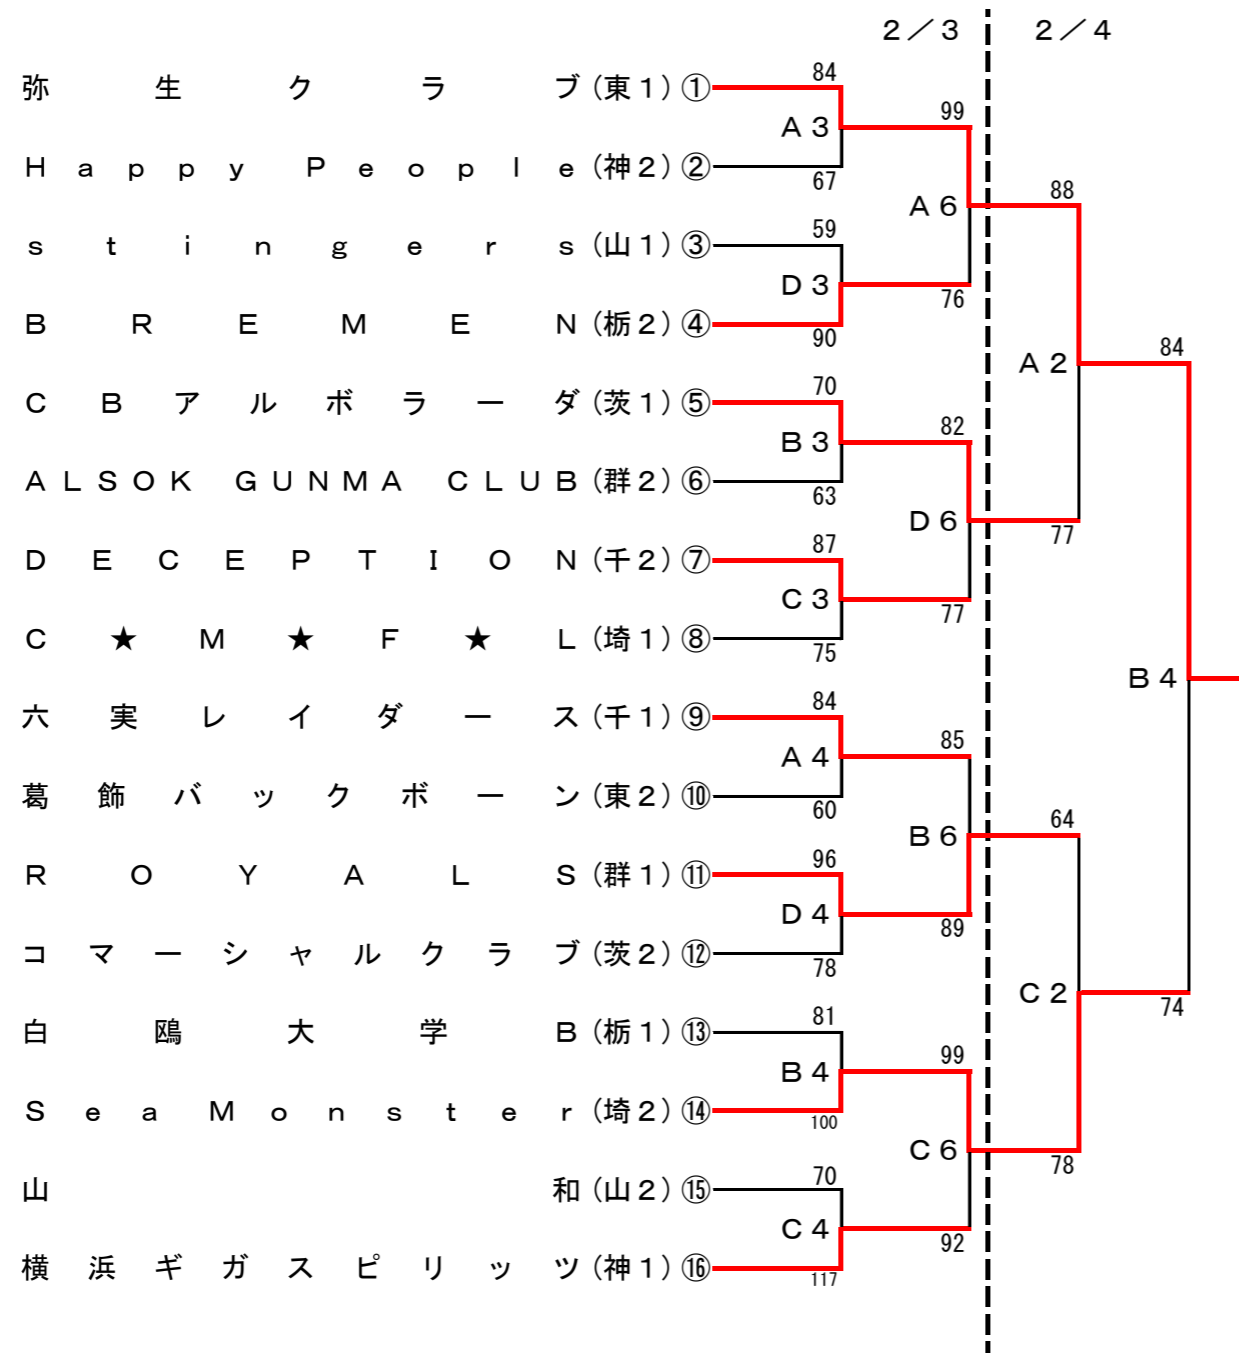 ２／３ ２／４
弥生クラブ（東１）① 84
A３ 99
Happy People（神２）② 67
A６ 88
stingers（山１）③ 59
D３ 76
BREMEN（栃２）④ 90
A２ 84
CBアルボラーダ（茨１）⑤ 70
B３ 82
ALSOK GUNMA CLUB（群２）⑥ 63
D６ 77
DECEPTION（千２）⑦ 87
C３ 77
C★M★F★L（埼１）⑧ 75
B４
六実レイダース（千１）⑨ 84
A４ 85
葛飾バックボーン（東２）⑩ 60
B６ 64
ROYALS（群１）⑪ 96
D４ 89
コマーシャルクラブ（茨２）⑫ 78
C２ 74
白鷗大学B（栃１）⑬ 81
B４ 99
SeaMonster（埼２）⑭ 100
C６ 78
山和（山２）⑮ 70
C４ 92
横浜ギガスピリッツ（神１）⑯ 117